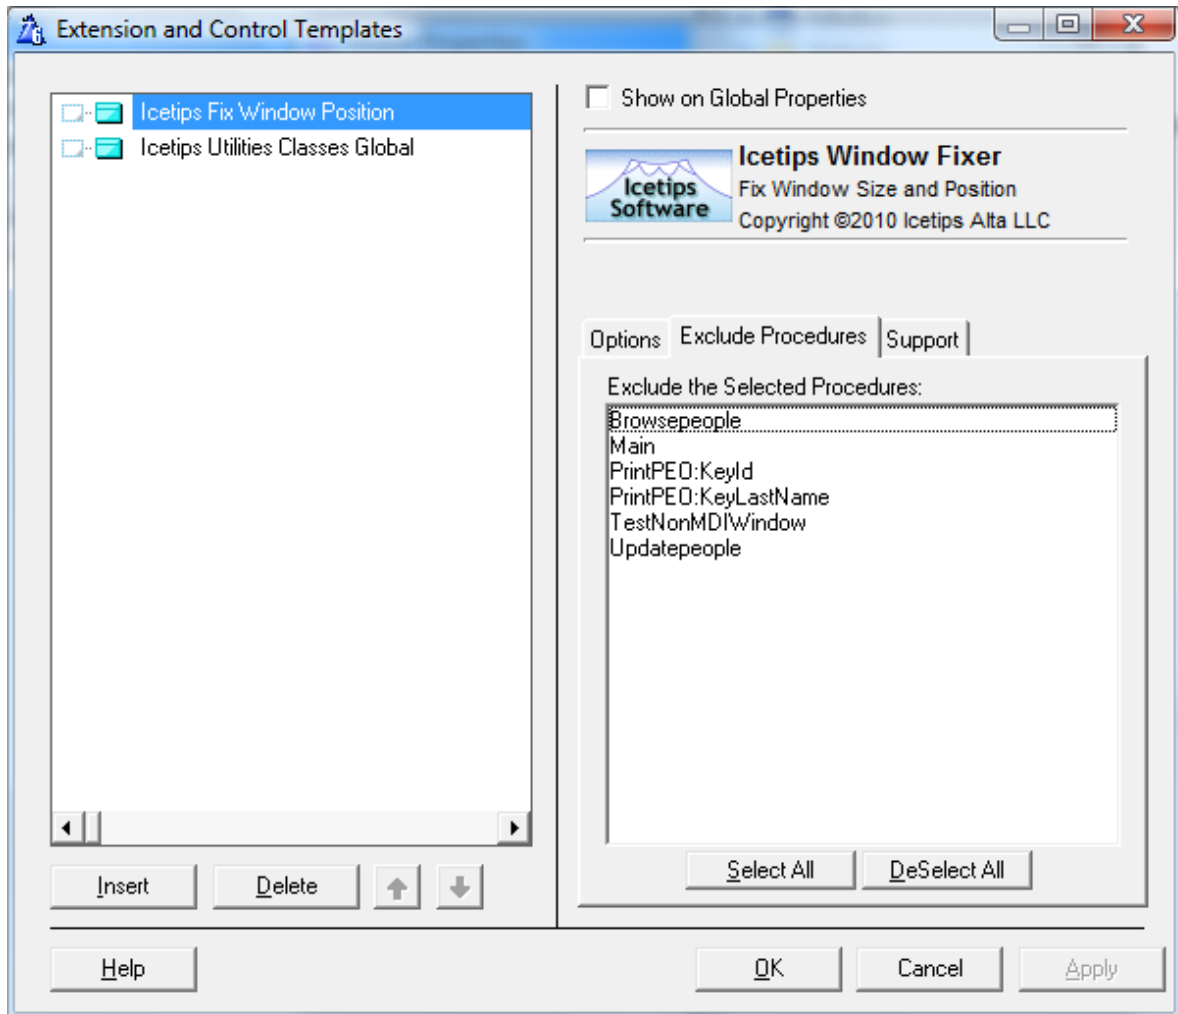 Extension and Control Templates
Icetips Fix Window Position
Icetips Utilities Classes Global
Insert
Delete
Show on Global Properties
Icetips
Software
Icetips Window Fixer
Fix Window Size and Position
Copyright ©2010 Icetips Alta LLC
Options
Exclude Procedures
Support
Exclude the Selected Procedures:
Browsepeople
Main
PrintPEO:KeyId
PrintPEO:KeyLastName
TestNonMDIWindow
Updatepeople
Select All
DeSelect All
Help
OK
Cancel
Apply